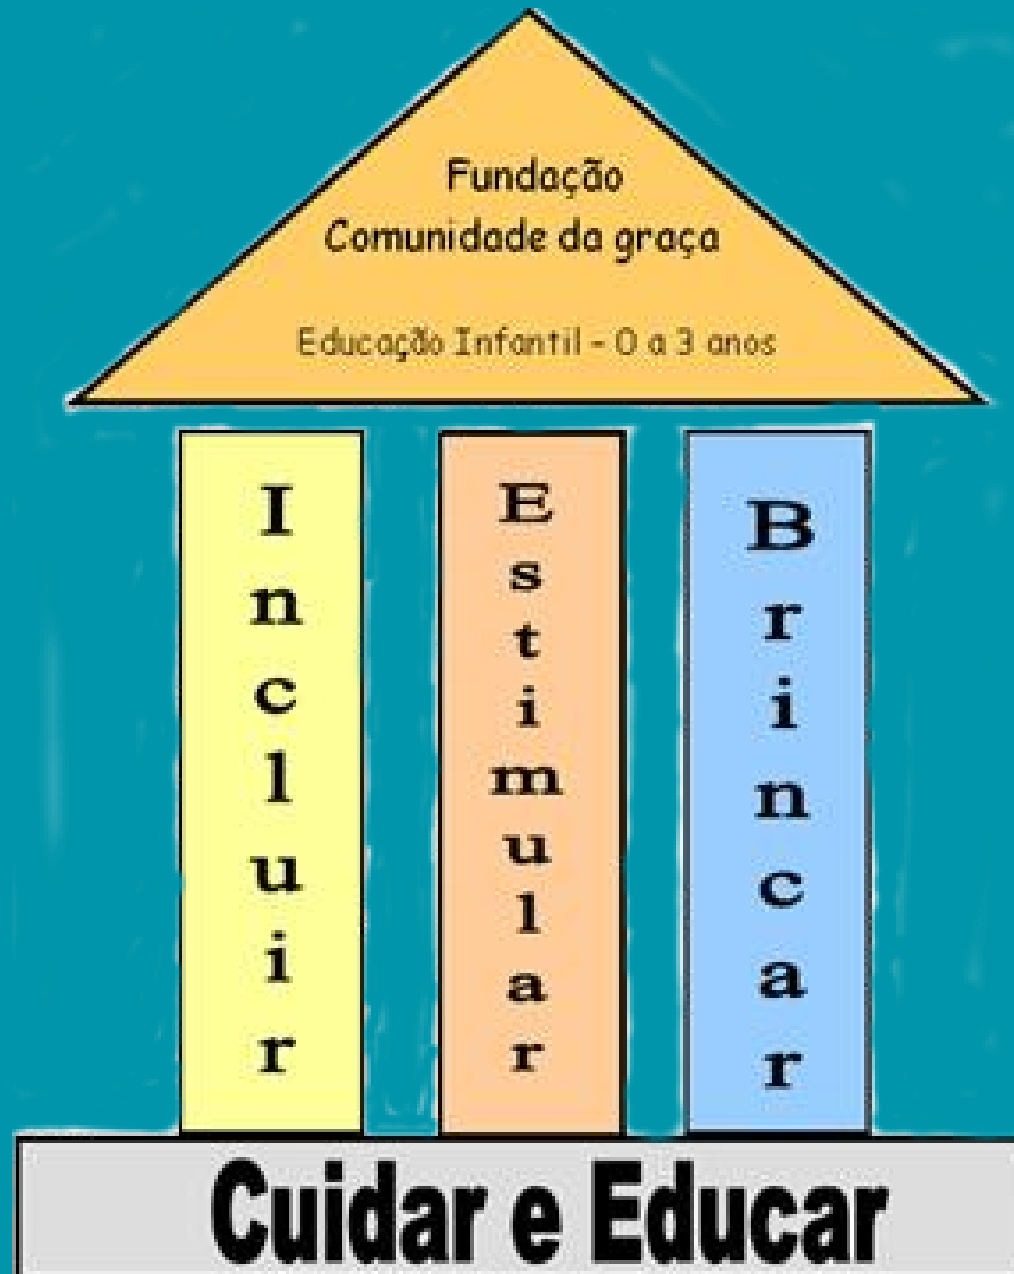 Fundação
Comunidade da graça
Educação Infantil - 0 a 3 anos
Incluir
Estimular
Brincar
Cuidar e Educar